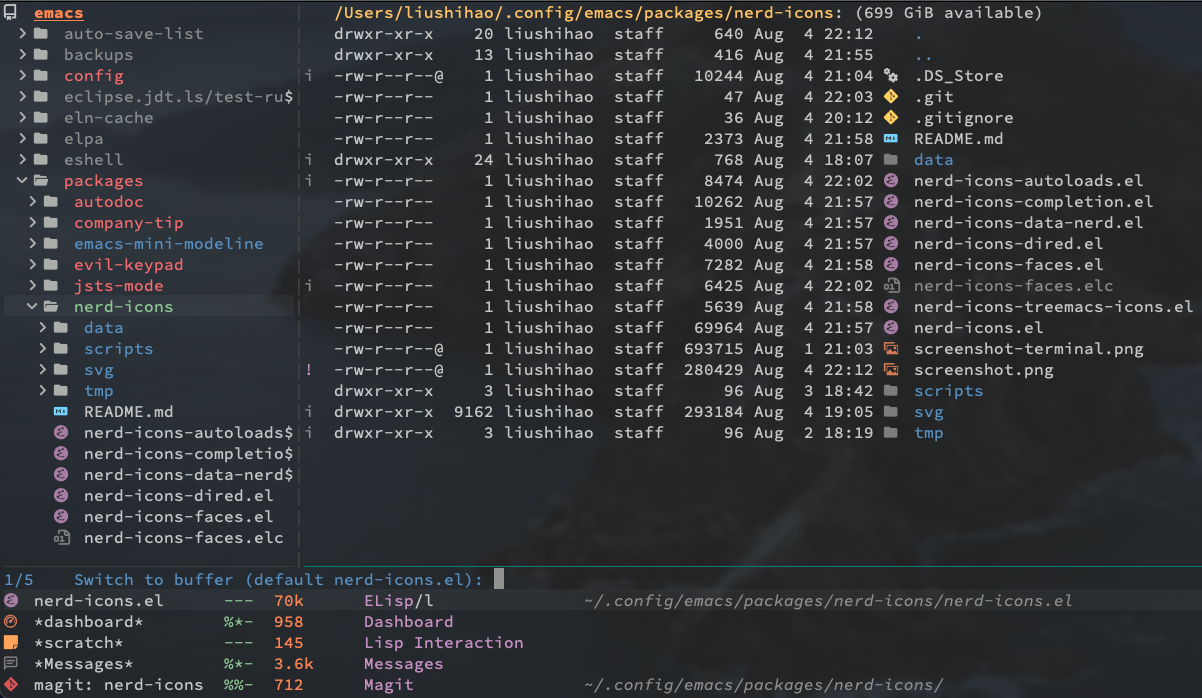 emacs
auto-save-list
backups
config
eclipse.jdt.ls/test-ru$
eln-cache
elpa
eshell
packages
autodoc
company-tip
emacs-mini-modeline
evil-keypad
jsts-mode
nerd-icons
data
scripts
svg
tmp
README.md
nerd-icons-autoloads$
nerd-icons-completio$
nerd-icons-data-nerd$
nerd-icons-dired.el
nerd-icons-faces.el
nerd-icons-faces.elc
/Users/liushihao/.config/emacs/packages/nerd-icons: (699 GiB available)
drwxr-xr-x 20 liushihao staff 640 Aug 4 22:12 .
drwxr-xr-x 13 liushihao staff 416 Aug 4 21:55 ..
i -rw-r--r--@ 1 liushihao staff 10244 Aug 4 21:04 .DS_Store
-rw-r--r-- 1 liushihao staff 47 Aug 4 22:03 .git
-rw-r--r-- 1 liushihao staff 36 Aug 4 20:12 .gitignore
-rw-r--r-- 1 liushihao staff 2373 Aug 4 21:58 README.md
i drwxr-xr-x 24 liushihao staff 768 Aug 4 18:07 data
i -rw-r--r-- 1 liushihao staff 8474 Aug 4 22:02 nerd-icons-autoloads.el
-rw-r--r-- 1 liushihao staff 10262 Aug 4 21:57 nerd-icons-completion.el
-rw-r--r-- 1 liushihao staff 1951 Aug 4 21:57 nerd-icons-data-nerd.el
-rw-r--r-- 1 liushihao staff 4000 Aug 4 21:57 nerd-icons-dired.el
-rw-r--r-- 1 liushihao staff 7282 Aug 4 21:58 nerd-icons-faces.el
i -rw-r--r-- 1 liushihao staff 6425 Aug 4 22:02 nerd-icons-faces.elc
-rw-r--r-- 1 liushihao staff 5639 Aug 4 21:58 nerd-icons-treemacs-icons.el
-rw-r--r-- 1 liushihao staff 69964 Aug 4 21:57 nerd-icons.el
-rw-r--r--@ 1 liushihao staff 693715 Aug 1 21:03 screenshot-terminal.png
! -rw-r--r--@ 1 liushihao staff 280429 Aug 4 22:12 screenshot.png
drwxr-xr-x 3 liushihao staff 96 Aug 3 18:42 scripts
i drwxr-xr-x 9162 liushihao staff 293184 Aug 4 19:05 svg
i drwxr-xr-x 3 liushihao staff 96 Aug 2 18:19 tmp
1/5 Switch to buffer (default nerd-icons.el):
nerd-icons.el --- 70k ELisp/l ~/.config/emacs/packages/nerd-icons/nerd-icons.el
*dashboard* %*- 958 Dashboard
*scratch* --- 145 Lisp Interaction
*Messages* %*- 3.6k Messages
magit: nerd-icons %%- 712 Magit ~/.config/emacs/packages/nerd-icons/